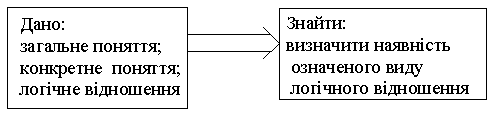 Дано:
загальне поняття;
конкретне поняття;
логічне відношення
Знайти:
визначити наявність
означеного виду
логічного відношення